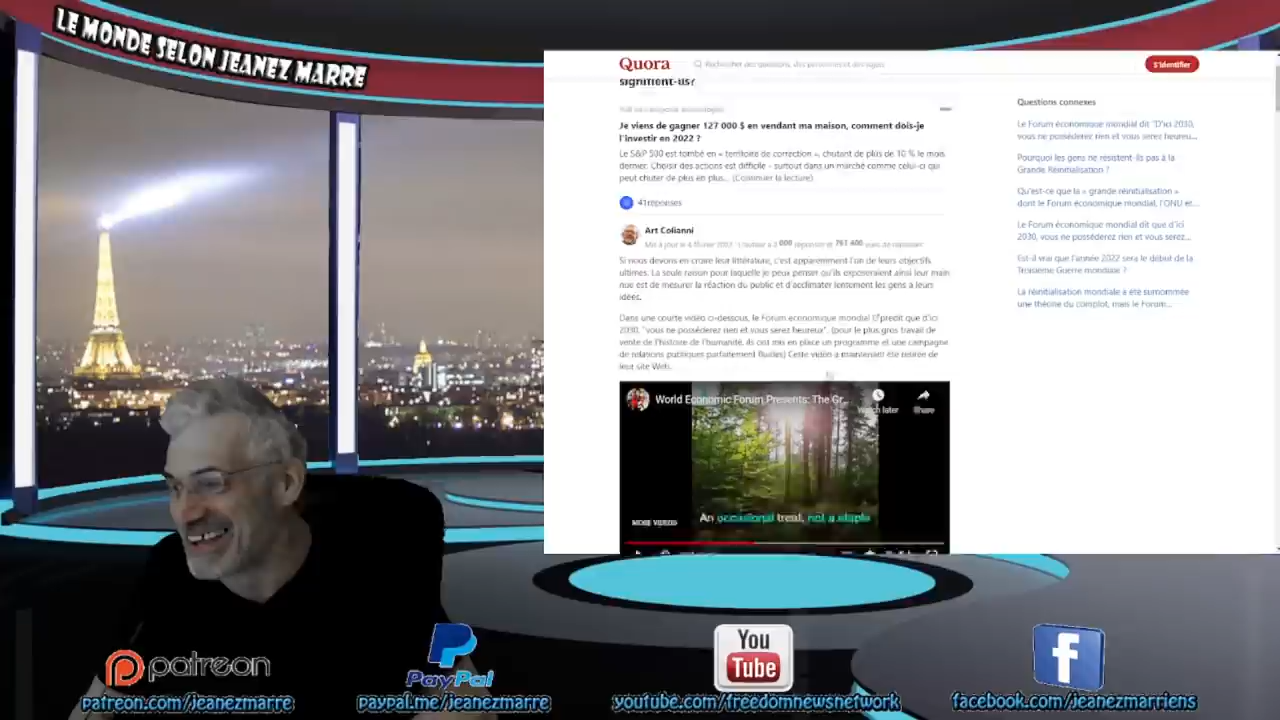 LE MONDE SELON JEANEZ MARRE
Quora
Rechercher des questions, des personnes et des sujets
S'identifier
signifient-ils?
Je viens de gagner 127 000 $ en vendant ma maison, comment dois-je
l'investir en 2022 ?
Le S&P 500 est tombé en « territoire de correction », chutant de plus de 10 % le mois
dernier. Choisir des actions est difficile - surtout dans un marché comme celui-ci qui
peut chuter de plus en plus... (Continuer la lecture)
41 réponses
Art Colianni
Si nous devons en croire leur littérature, c'est apparemment l'un de leurs objectifs
ultimes. La seule raison pour laquelle je peux penser qu'ils exposeraient ainsi leur main
nue est de mesurer la réaction du public et d'acclimater lentement les gens à leurs
idées.
Dans une courte vidéo ci-dessous, le Forum économique mondial prédit que d'ici
2030, "vous ne posséderez rien et vous serez heureux". (pour le plus gros travail de
vente de l'histoire de l'humanité, ils ont mis en place un programme et une campagne
de relations publiques parfaitement fluides) Cette vidéo a maintenant été retirée de
leur site Web.
World Economic Forum Presents: The Gr...
Watch later
Share
An occasional treat, not a staple
MORE VIDEOS
Questions connexes
Le Forum économique mondial dit "D'ici 2030,
vous ne posséderez rien et vous serez heureu...
Pourquoi les gens ne résistent-ils pas à la
Grande Réinitialisation ?
Qu'est-ce que la « grande réinitialisation »
dont le Forum économique mondial, l'ONU et...
Le Forum économique mondial dit que d'ici
2030, vous ne posséderez rien et vous serez...
Est-il vrai que l'année 2022 sera le début de la
Troisième Guerre mondiale ?
La réinitialisation mondiale a été surnommée
une théorie du complot, mais le Forum...
patreon
patreon.com/jeanezmarre
PayPal
paypal.me/jeanezmarre
You
Tube
youtube.com/freedomnewsnetwork
f
facebook.com/jeanezmarriens